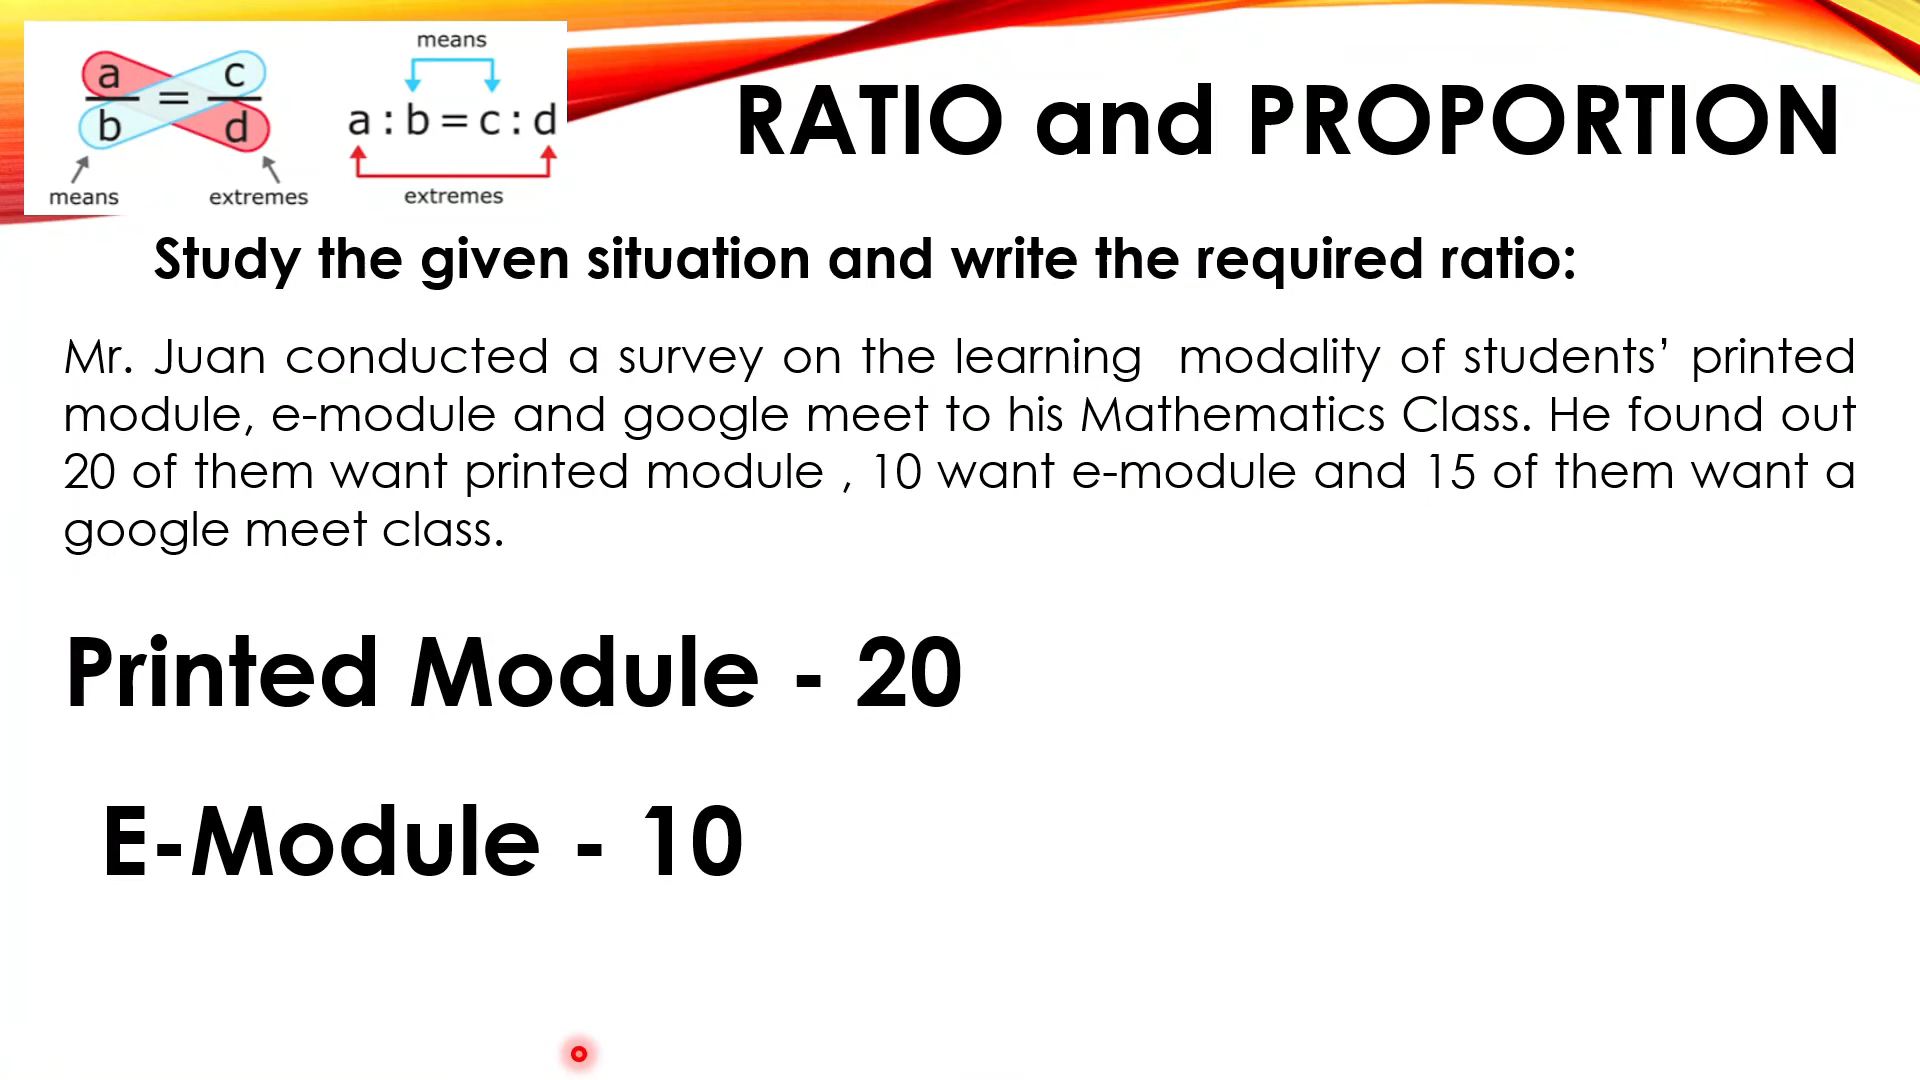 a/b = c/d
means extremes
means
a : b = c : d
extremes
RATIO and PROPORTION
Study the given situation and write the required ratio:
Mr. Juan conducted a survey on the learning modality of students’ printed
module, e-module and google meet to his Mathematics Class. He found out
20 of them want printed module , 10 want e-module and 15 of them want a
google meet class.
Printed Module - 20
E-Module - 10